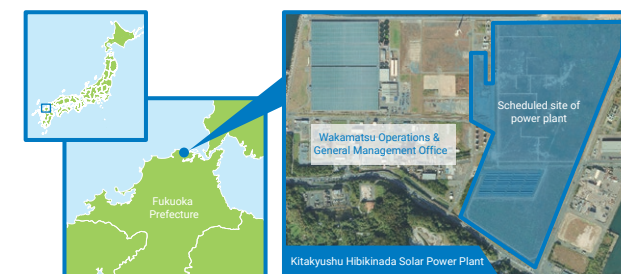 Scheduled site of
power plant
Wakamatsu Operations &
General Management Office
Fukuoka
Prefecture
Kitakyushu Hibikinada Solar Power Plant